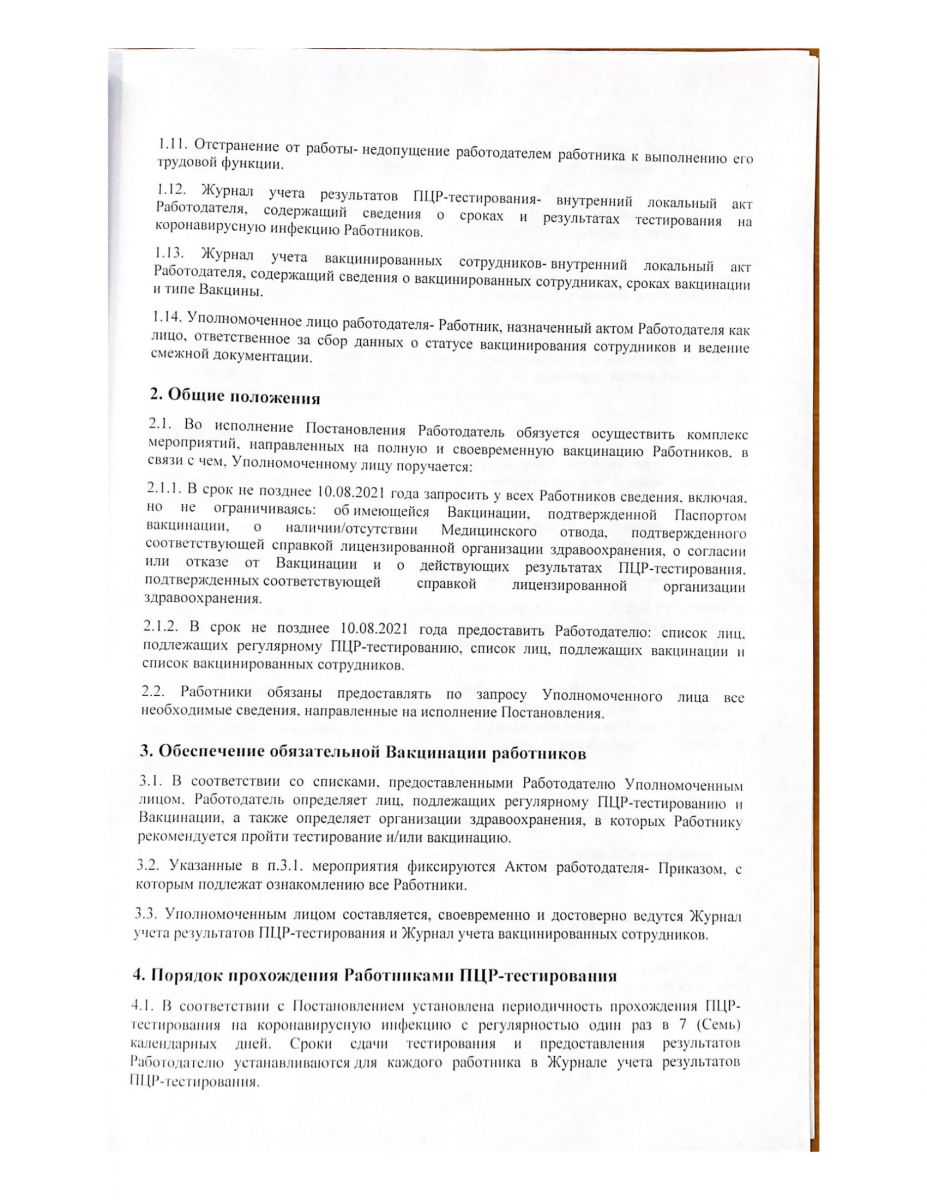 1.11. Отстранение от работы- недопущение работодателем работника к выполнению его
трудовой функции.
1.12. Журнал учета результатов ПЦР-тестирования- внутренний локальный акт
Работодателя, содержащий сведения о сроках и результатах тестирования на
коронавирусную инфекцию Работников.
1.13. Журнал учета вакцинированных сотрудников- внутренний локальный акт
Работодателя, содержащий сведения о вакцинированных сотрудниках, сроках вакцинации
и типе Вакцины.
1.14. Уполномоченное лицо работодателя- Работник, назначенный актом Работодателя как
лицо, ответственное за сбор данных о статусе вакцинирования сотрудников и ведение
смежной документации.
2. Общие положения
2.1. Во исполнение Постановления Работодатель обязуется осуществить комплекс
мероприятий, направленных на полную и своевременную вакцинацию Работников, в
связи с чем, Уполномоченному лицу поручается:
2.1.1. В срок не позднее 10.08.2021 года запросить у всех Работников сведения, включая,
но не ограничиваясь: об имеющейся Вакцинации, подтвержденной Паспортом
вакцинации, о наличии/отсутствии Медицинского отвода, подтвержденного
соответствующей справкой лицензированной организации здравоохранения, о согласии
или отказе от Вакцинации и о действующих результатах ПЦР-тестирования,
подтвержденных соответствующей справкой лицензированной организации
здравоохранения.
2.1.2. В срок не позднее 10.08.2021 года предоставить Работодателю: список лиц,
подлежащих регулярному ПЦР-тестированию, список лиц, подлежащих вакцинации и
список вакцинированных сотрудников.
2.2. Работники обязаны предоставлять по запросу Уполномоченного лица все
необходимые сведения, направленные на исполнение Постановления.
3. Обеспечение обязательной Вакцинации работников
3.1. В соответствии со списками, предоставленными Работодателю Уполномоченным
лицом, Работодатель определяет лиц, подлежащих регулярному ПЦР-тестированию и
Вакцинации, а также определяет организации здравоохранения, в которых Работнику
рекомендуется пройти тестирование и/или вакцинацию.
3.2. Указанные в п.3.1. мероприятия фиксируются Актом работодателя- Приказом, с
которым подлежат ознакомлению все Работники.
3.3. Уполномоченным лицом составляется, своевременно и достоверно ведутся Журнал
учета результатов ПЦР-тестирования и Журнал учета вакцинированных сотрудников.
4. Порядок прохождения Работниками ПЦР-тестирования
4.1. В соответствии с Постановлением установлена периодичность прохождения ПЦР-
тестирования на коронавирусную инфекцию с регулярностью один раз в 7 (Семь)
календарных дней. Сроки сдачи тестирования и предоставления результатов
Работодателю устанавливаются для каждого работника в Журнале учета результатов
ПЦР-тестирования.